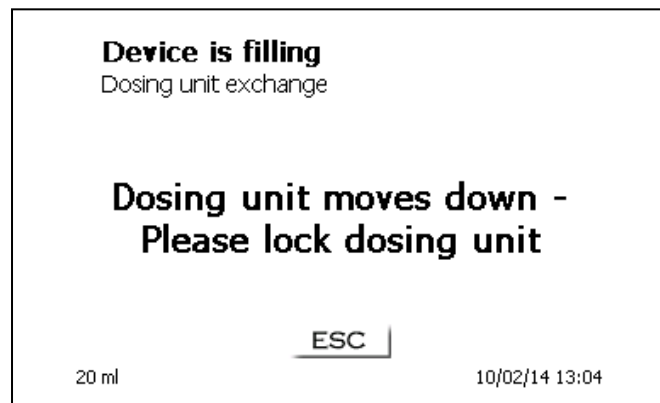 Device is filling
Dosing unit exchange
Dosing unit moves down -
Please lock dosing unit
ESC
20 ml 10/02/14 13:04